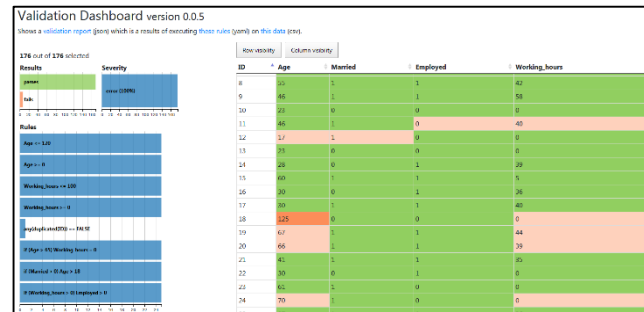 Validation Dashboard version 0.0.5
Shows a validation report (json) which is a results of executing these rules (yaml) on this data (csv).
176 out of 176 selected
Results
passes
fails
Severity
error (100%)
Rules
Age <= 120
Age >= 0
Working_hours <= 100
Working_hours >= 0
any(duplicated(ID)) == FALSE
if (Married > 0) Age > 18
if (Working_hours > 0) Employed > 0
Row visibility Column visibility
ID Age Married Employed Working_hours
8 55 1 1 42
9 46 1 1 58
10 23 0 0 0
11 46 1 0 40
12 17 1 0 0
13 23 0 0 0
14 28 0 1 39
15 60 1 1 5
16 30 0 1 36
17 30 1 1 40
18 125 0 0 0
19 67 1 1 44
20 66 1 1 39
21 41 1 1 35
22 30 0 1 0
23 61 1 0 0
24 70 1 0 0